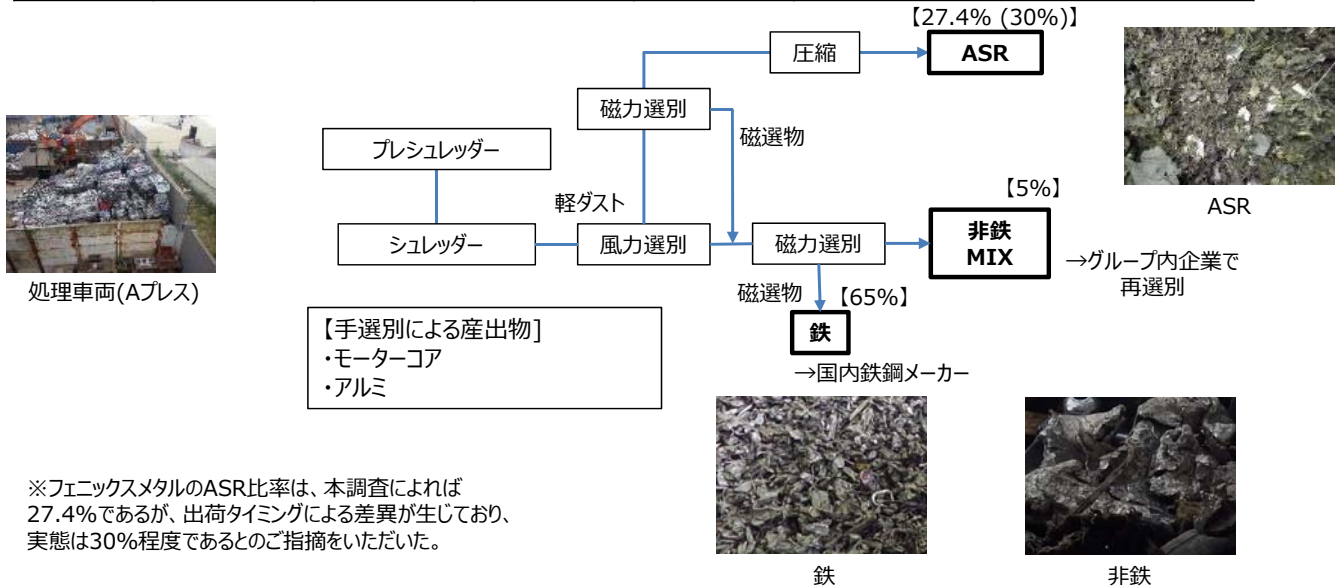 【27.4% (30%)】
圧縮
ASR
磁力選別
磁選物
プレシュレッダー
【5%】
ASR
軽ダスト
シュレッダー
風力選別
磁力選別
非鉄
MIX
→グループ内企業で
再選別
処理車両(Aプレス)
磁選物
【65%】
【手選別による産出物]
・モーターコア
・アルミ
鉄
→国内鉄鋼メーカー
※フェニックスメタルのASR比率は、本調査によれば
27.4%であるが、出荷タイミングによる差異が生じており、
実態は30%程度であるとのご指摘をいただいた。
鉄
非鉄